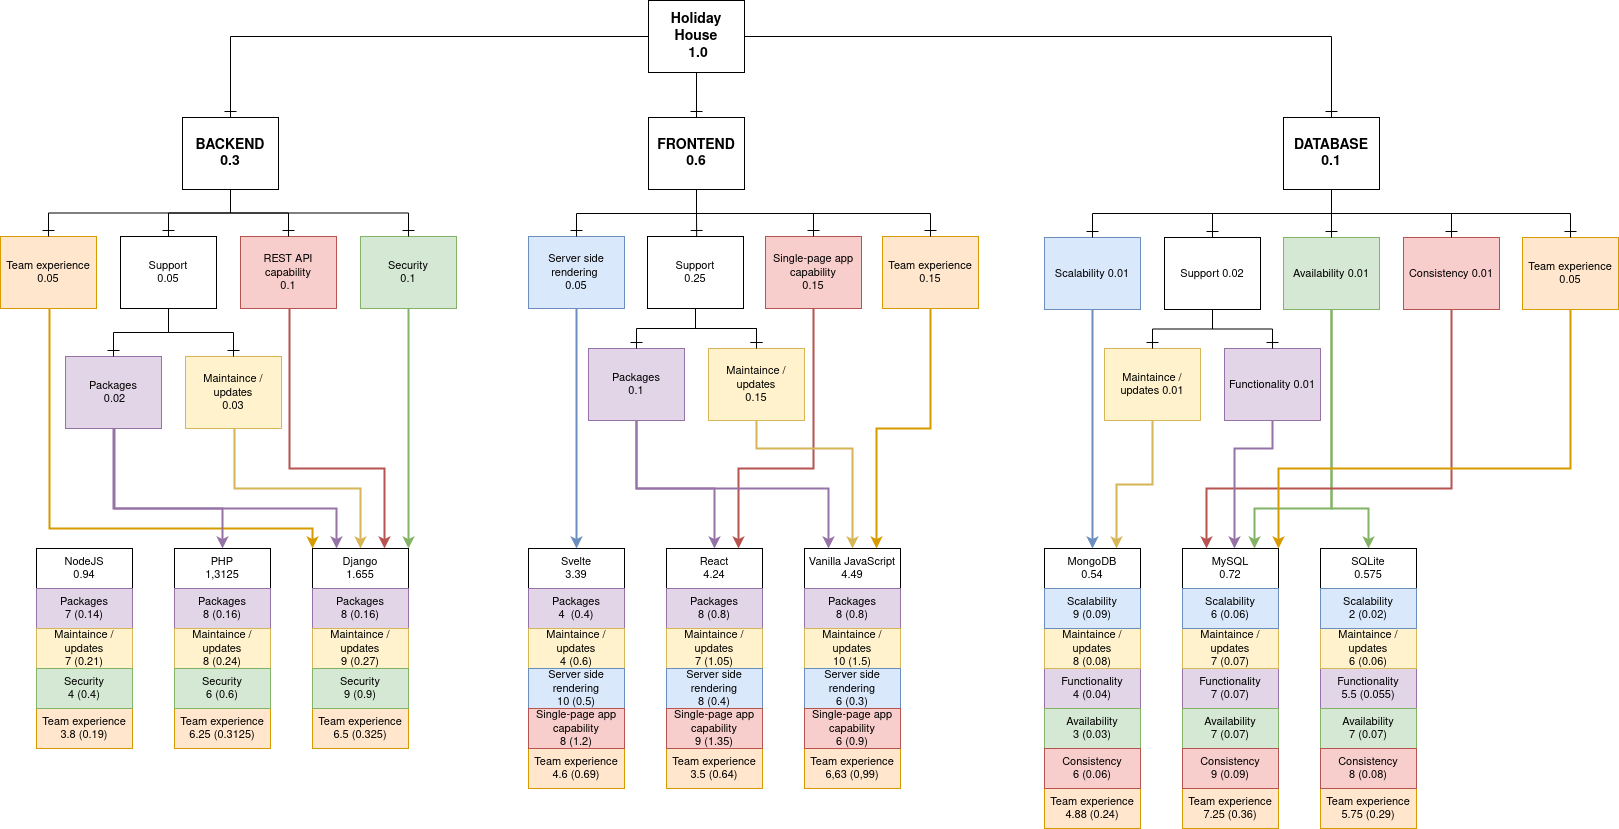 Holiday
House
1.0
BACKEND
0.3
FRONTEND
0.6
DATABASE
0.1
Team experience
0.05
Support
0.05
REST API
capability
0.1
Security
0.1
Packages
0.02
Maintaince /
updates
0.03
Server side
rendering
0.05
Support
0.25
Single-page app
capability
0.15
Team experience
0.15
Packages
0.1
Maintaince /
updates
0.15
Scalability 0.01
Support 0.02
Availability 0.01
Consistency 0.01
Team experience
0.05
Maintaince /
updates 0.01
Functionality 0.01
NodeJS
0.94
Packages
7 (0.14)
Maintaince /
updates
7 (0.21)
Security
4 (0.4)
Team experience
3.8 (0.19)
PHP
1,3125
Packages
8 (0.16)
Maintaince /
updates
8 (0.24)
Security
6 (0.6)
Team experience
6.25 (0.3125)
Django
1.655
Packages
8 (0.16)
Maintaince /
updates
9 (0.27)
Security
9 (0.9)
Team experience
6.5 (0.325)
Svelte
3.39
Packages
4  (0.4)
Maintaince /
updates
4 (0.6)
Server side
rendering
10 (0.5)
Single-page app
capability
8 (1.2)
Team experience
4.6 (0.69)
React
4.24
Packages
8 (0.8)
Maintaince /
updates
7 (1.05)
Server side
rendering
8 (0.4)
Single-page app
capability
9 (1.35)
Team experience
3.5 (0.64)
Vanilla JavaScript
4.49
Packages
8 (0.8)
Maintaince /
updates
10 (1.5)
Server side
rendering
6 (0.3)
Single-page app
capability
6 (0.9)
Team experience
6,63 (0,99)
MongoDB
0.54
Scalability
9 (0.09)
Maintaince /
updates
8 (0.08)
Functionality
4 (0.04)
Availability
3 (0.03)
Consistency
6 (0.06)
Team experience
4.88 (0.24)
MySQL
0.72
Scalability
6 (0.06)
Maintaince /
updates
7 (0.07)
Functionality
7 (0.07)
Availability
7 (0.07)
Consistency
9 (0.09)
Team experience
7.25 (0.36)
SQLite
0.575
Scalability
2 (0.02)
Maintaince /
updates
6 (0.06)
Functionality
5.5 (0.055)
Availability
7 (0.07)
Consistency
8 (0.08)
Team experience
5.75 (0.29)